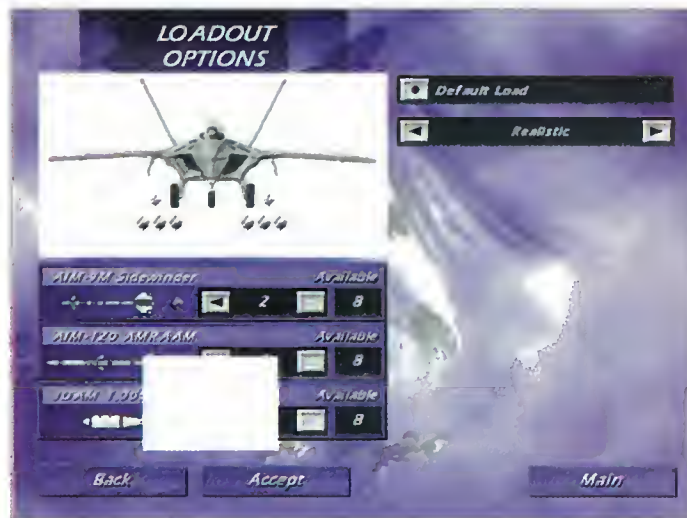 LOADOUT
OPTIONS
Default Load
Realistic
AIM-9M Sidewinder Available
2 8
AIM-120 AMRAAM Available
8
JDAM Available
8
Back Accept Main